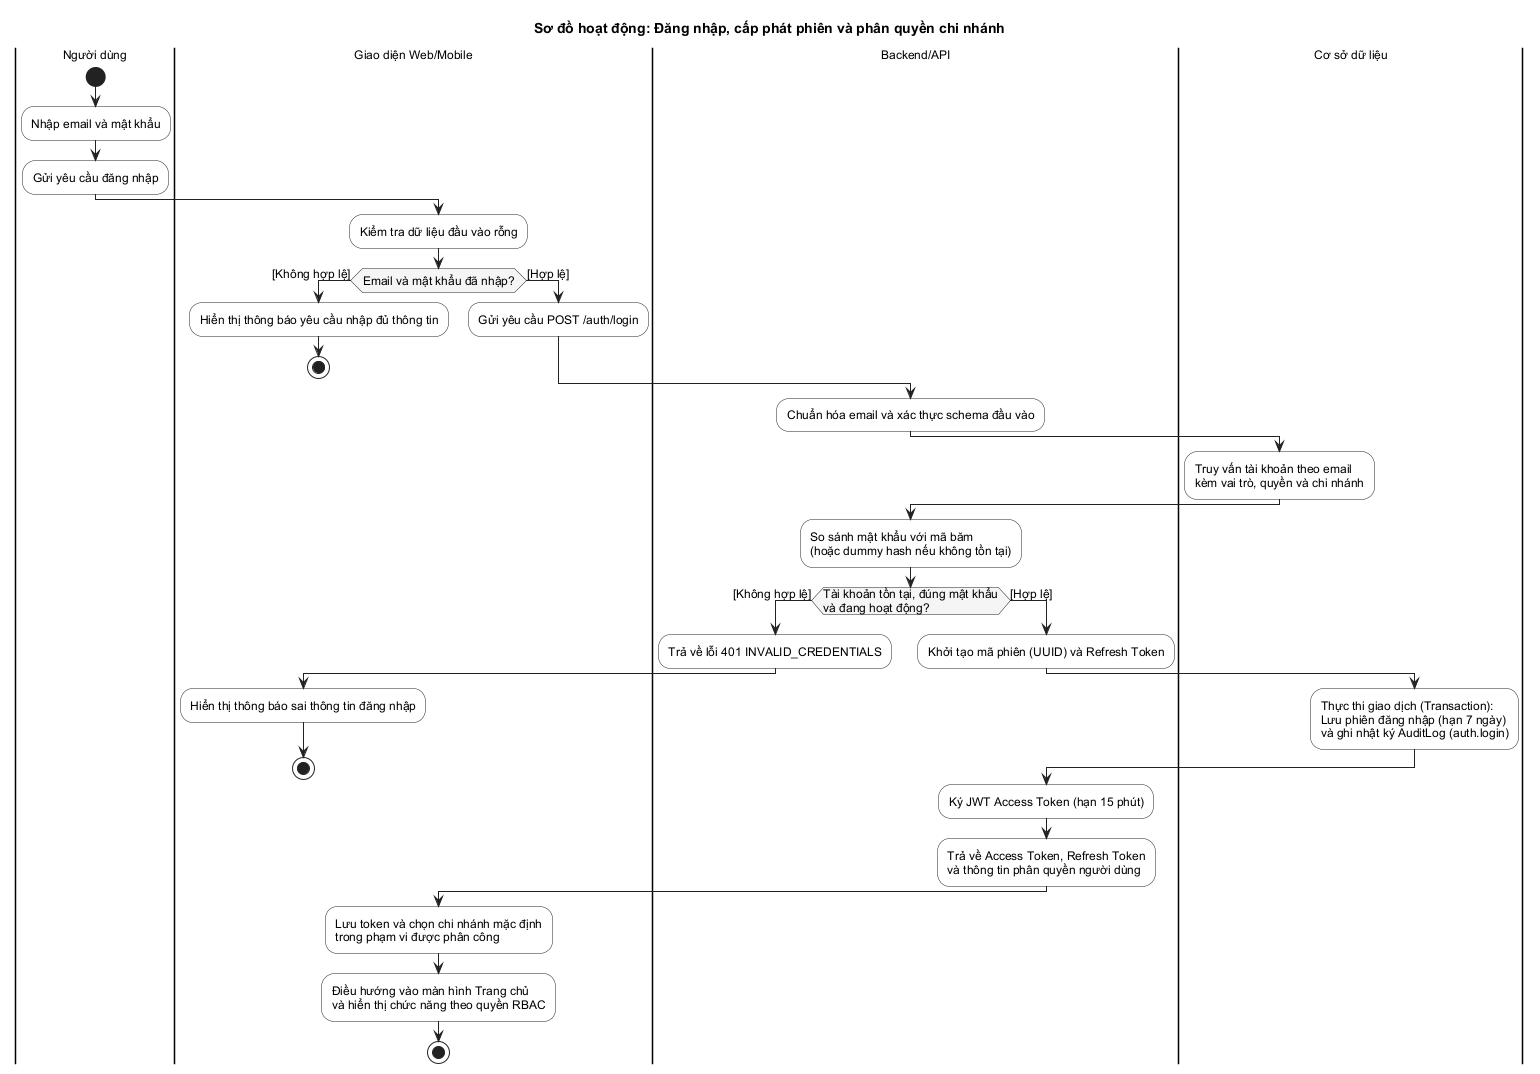 Sơ đồ hoạt động: Đăng nhập, cấp phát phiên và phân quyền chi nhánh
Người dùng
Giao diện Web/Mobile
Backend/API
Cơ sở dữ liệu
Nhập email và mật khẩu
Gửi yêu cầu đăng nhập
Kiểm tra dữ liệu đầu vào rỗng
[Không hợp lệ]
Email và mật khẩu đã nhập?
[Hợp lệ]
Hiển thị thông báo yêu cầu nhập đủ thông tin
Gửi yêu cầu POST /auth/login
Chuẩn hóa email và xác thực schema đầu vào
Truy vấn tài khoản theo email
kèm vai trò, quyền và chi nhánh
So sánh mật khẩu với mã băm
(hoặc dummy hash nếu không tồn tại)
[Không hợp lệ]
Tài khoản tồn tại, đúng mật khẩu
và đang hoạt động?
[Hợp lệ]
Trả về lỗi 401 INVALID_CREDENTIALS
Khởi tạo mã phiên (UUID) và Refresh Token
Hiển thị thông báo sai thông tin đăng nhập
Thực thi giao dịch (Transaction):
Lưu phiên đăng nhập (hạn 7 ngày)
và ghi nhật ký AuditLog (auth.login)
Ký JWT Access Token (hạn 15 phút)
Trả về Access Token, Refresh Token
và thông tin phân quyền người dùng
Lưu token và chọn chi nhánh mặc định
trong phạm vi được phân công
Điều hướng vào màn hình Trang chủ
và hiển thị chức năng theo quyền RBAC